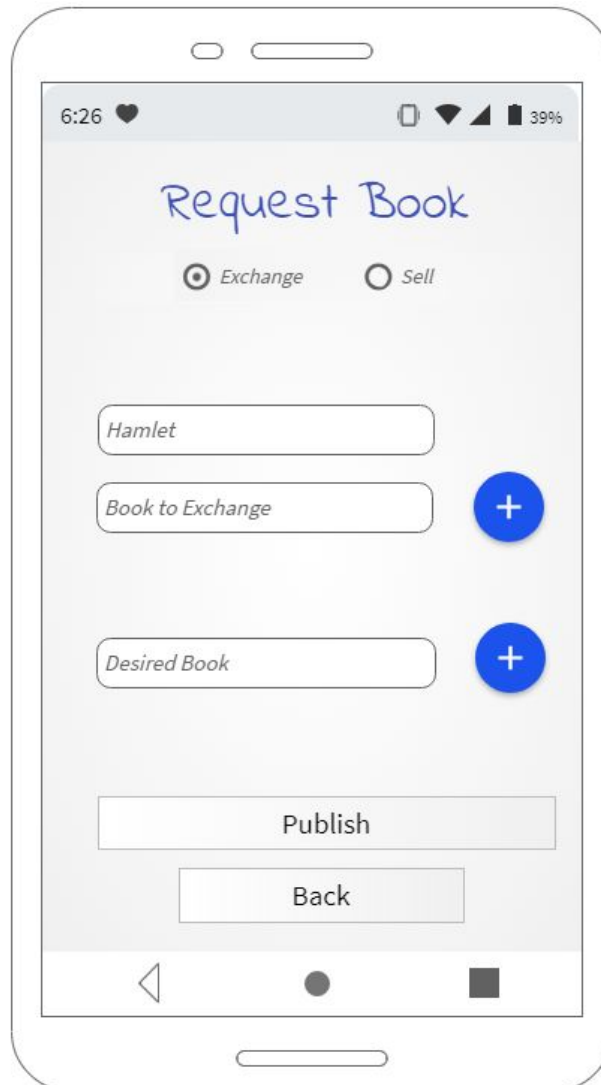 6:26 39%
Request Book
Exchange Sell
Hamlet
Book to Exchange
+
Desired Book
+
Publish
Back